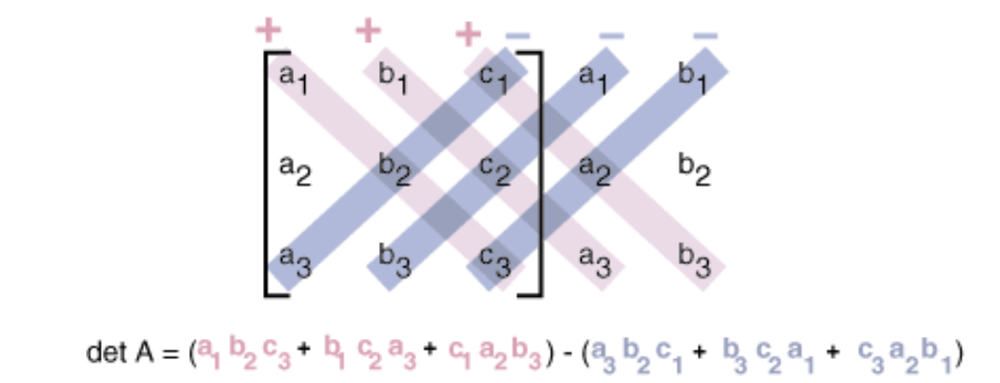 + + + − − −
a₁ b₁ c₁ a₁ b₁
a₂ b₂ c₂ a₂ b₂
a₃ b₃ c₃ a₃ b₃
det A = (a₁ b₂ c₃ + b₁ c₂ a₃ + c₁ a₂ b₃) - (a₃ b₂ c₁ + b₃ c₂ a₁ + c₃ a₂ b₁)